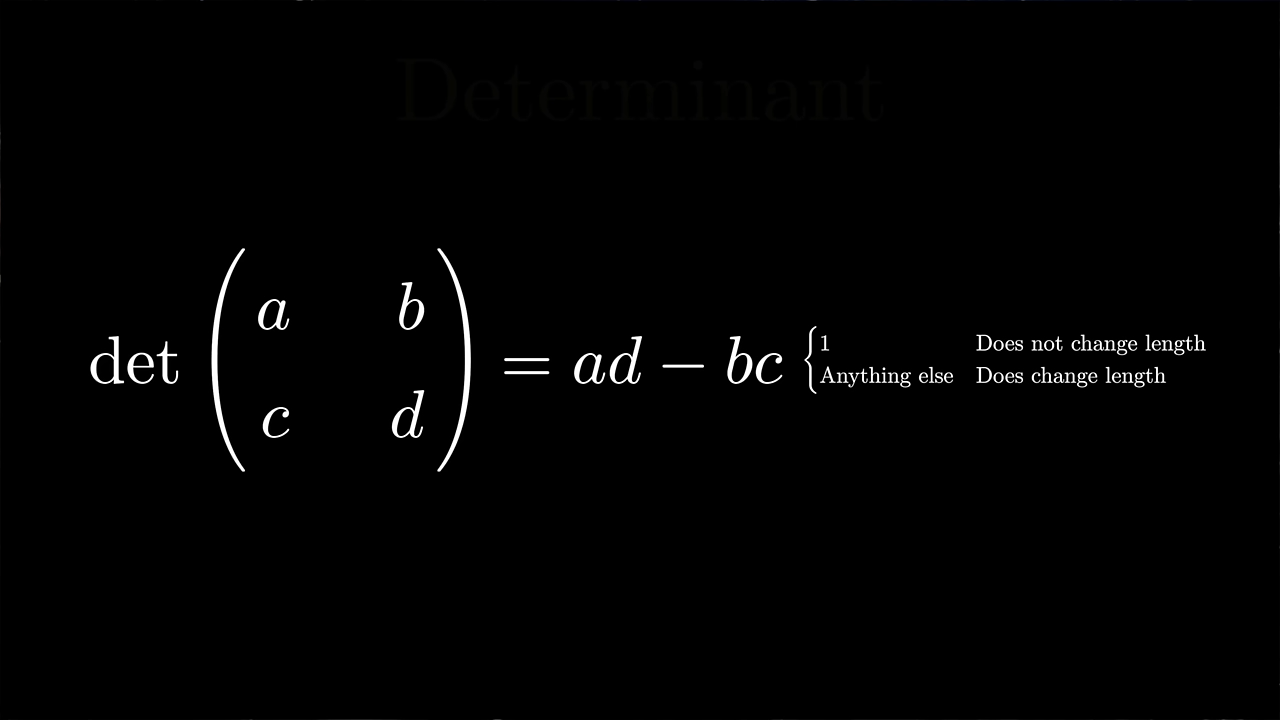 Determinant
det ( a b
c d ) = ad − bc { 1 Does not change length
Anything else Does change length